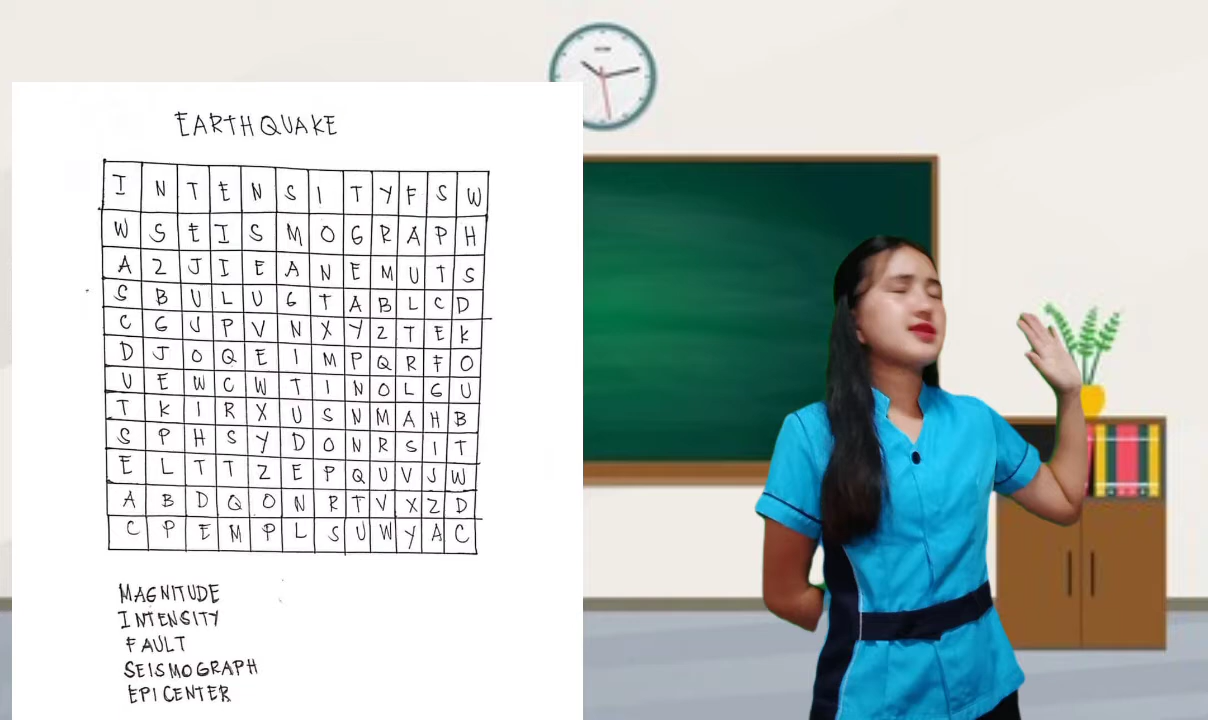 EARTHQUAKE
I N T E N S I T Y F S W
W S E I S M O G R A P H
A Z J I E A N E M U T S
S B U L U G T A B L C D
C G J P V N X Y Z T E K
D J O Q E I M P Q R F O
U E W C W T I N O L G U
T K I R X U S N M A H B
S P H S Y D O N R S I T
E L T T Z E P Q U V J W
A B D Q O N R T V X Z D
C P E M P L S U W Y A C
MAGNITUDE
INTENSITY
FAULT
SEISMOGRAPH
EPICENTER